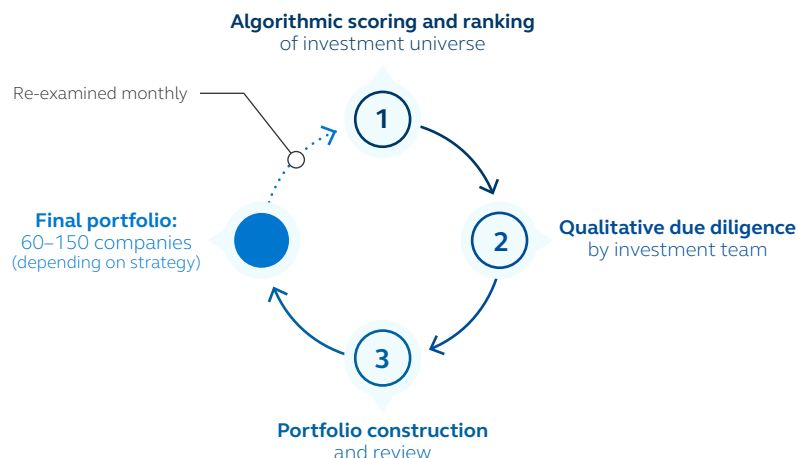 Algorithmic scoring and ranking
of investment universe
Re-examined monthly
1
Final portfolio:
60–150 companies
(depending on strategy)
2
Qualitative due diligence
by investment team
3
Portfolio construction
and review